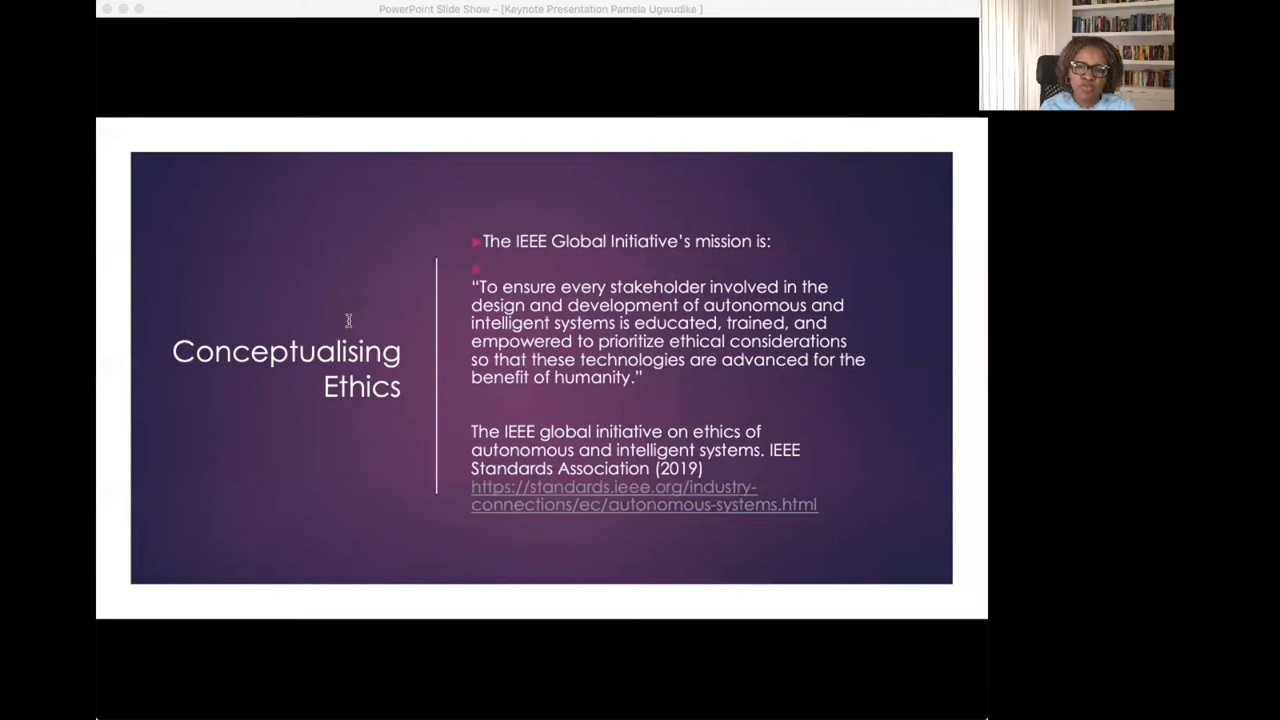 PowerPoint Slide Show – [Keynote Presentation Pamela Ugwudike ]
Conceptualising
Ethics
The IEEE Global Initiative's mission is:
“To ensure every stakeholder involved in the
design and development of autonomous and
intelligent systems is educated, trained, and
empowered to prioritize ethical considerations
so that these technologies are advanced for the
benefit of humanity.”
The IEEE global initiative on ethics of
autonomous and intelligent systems. IEEE
Standards Association (2019)
https://standards.ieee.org/industry-
connections/ec/autonomous-systems.html